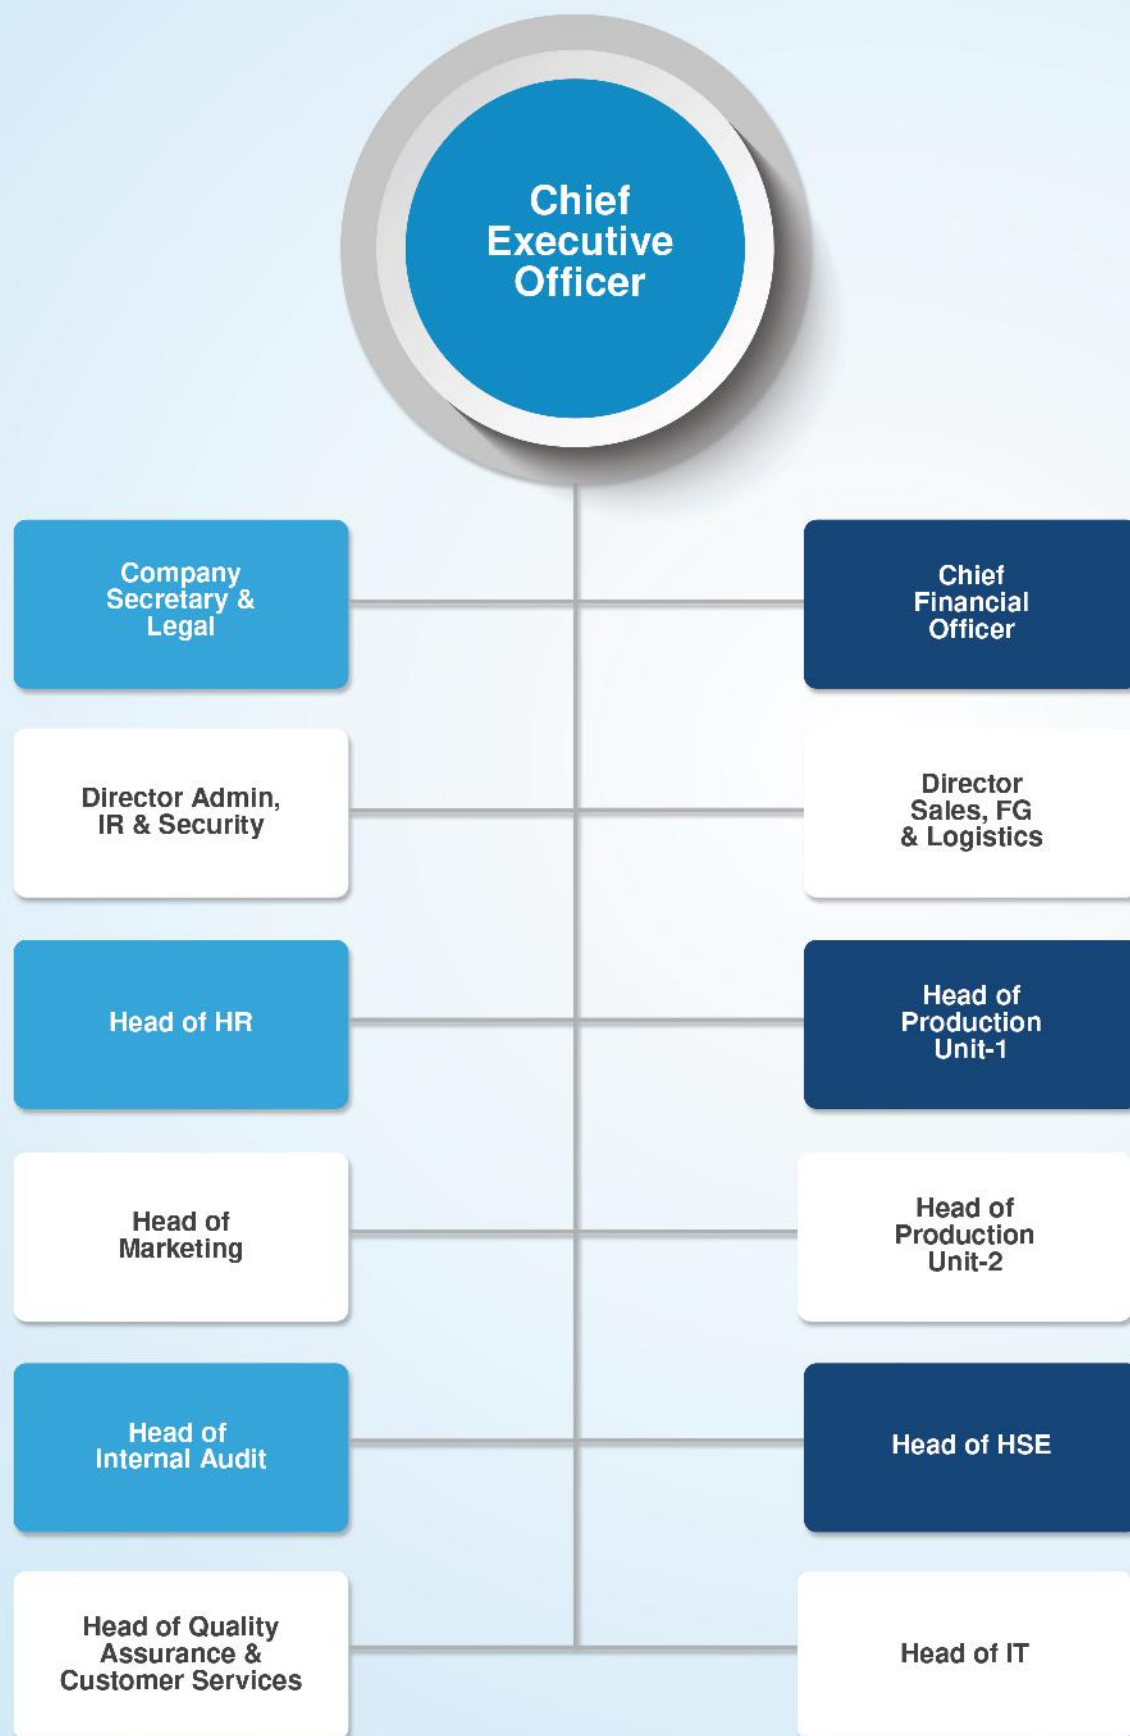 Chief
Executive
Officer
Company
Secretary &
Legal
Chief
Financial
Officer
Director Admin,
IR & Security
Director
Sales, FG
& Logistics
Head of HR
Head of
Production
Unit-1
Head of
Marketing
Head of
Production
Unit-2
Head of
Internal Audit
Head of HSE
Head of Quality
Assurance &
Customer Services
Head of IT